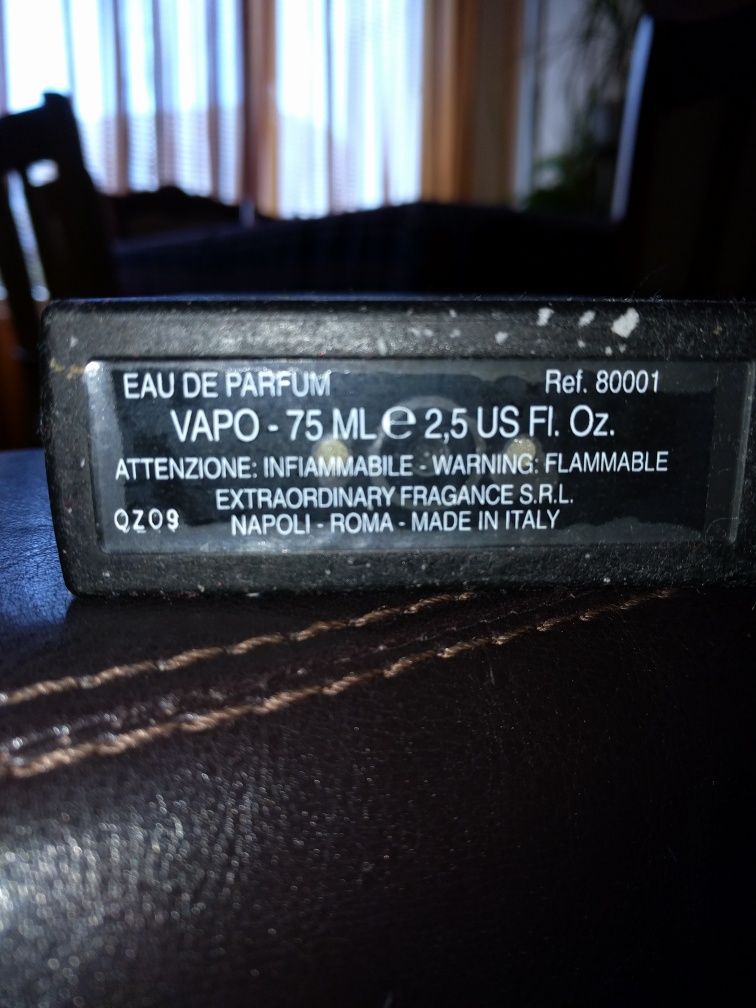 EAU DE PARFUM Ref. 80001
VAPO - 75 ML ℮ 2,5 US Fl. Oz.
ATTENZIONE: INFIAMMABILE - WARNING: FLAMMABLE
EXTRAORDINARY FRAGANCE S.R.L.
QZ09 NAPOLI - ROMA - MADE IN ITALY